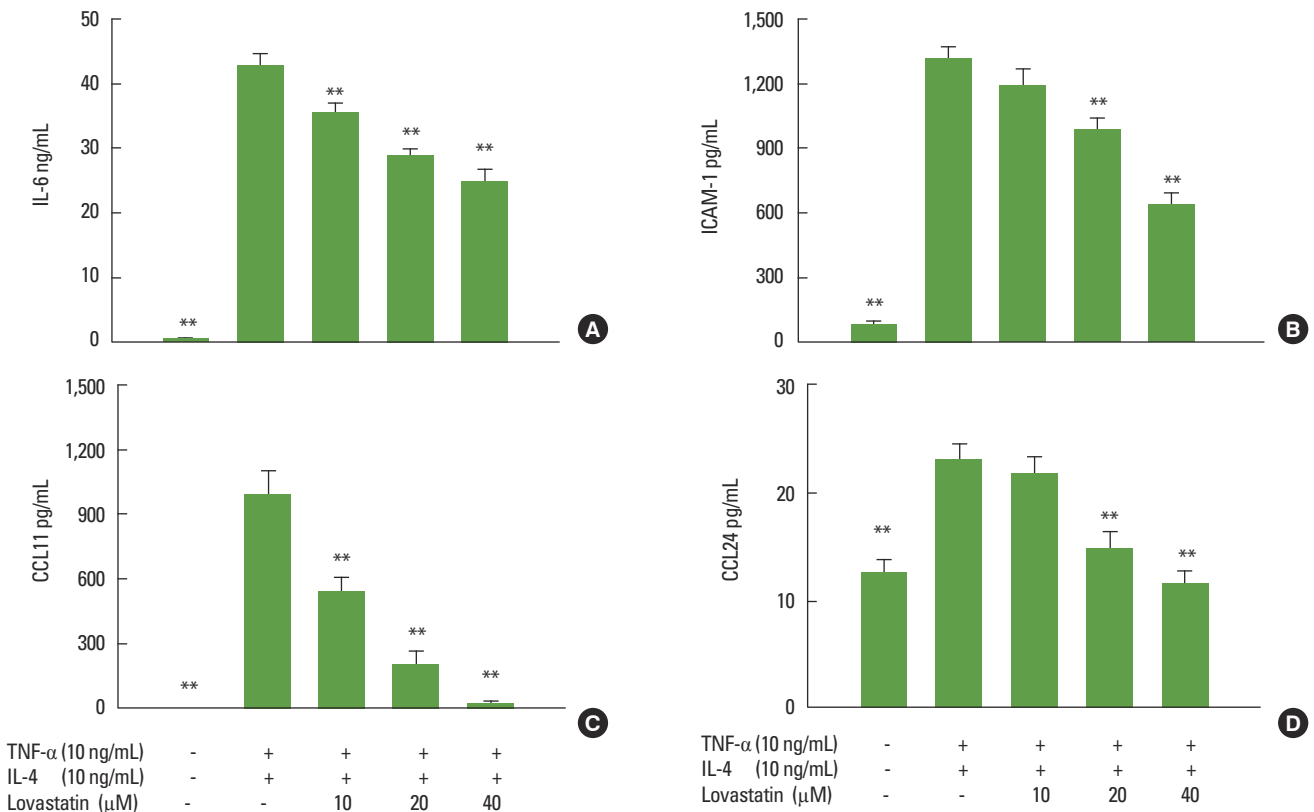 50
40
30
20
10
0
IL-6 ng/mL
**
**
**
**
A
1,500
1,200
900
600
300
0
ICAM-1 pg/mL
**
**
**
B
1,500
1,200
900
600
300
0
CCL11 pg/mL
**
**
**
**
C
TNF-α (10 ng/mL) - + + + +
IL-4 (10 ng/mL) - + + + +
Lovastatin (μM) - - 10 20 40
30
20
10
0
CCL24 pg/mL
**
**
**
D
TNF-α (10 ng/mL) - + + + +
IL-4 (10 ng/mL) - + + + +
Lovastatin (μM) - - 10 20 40